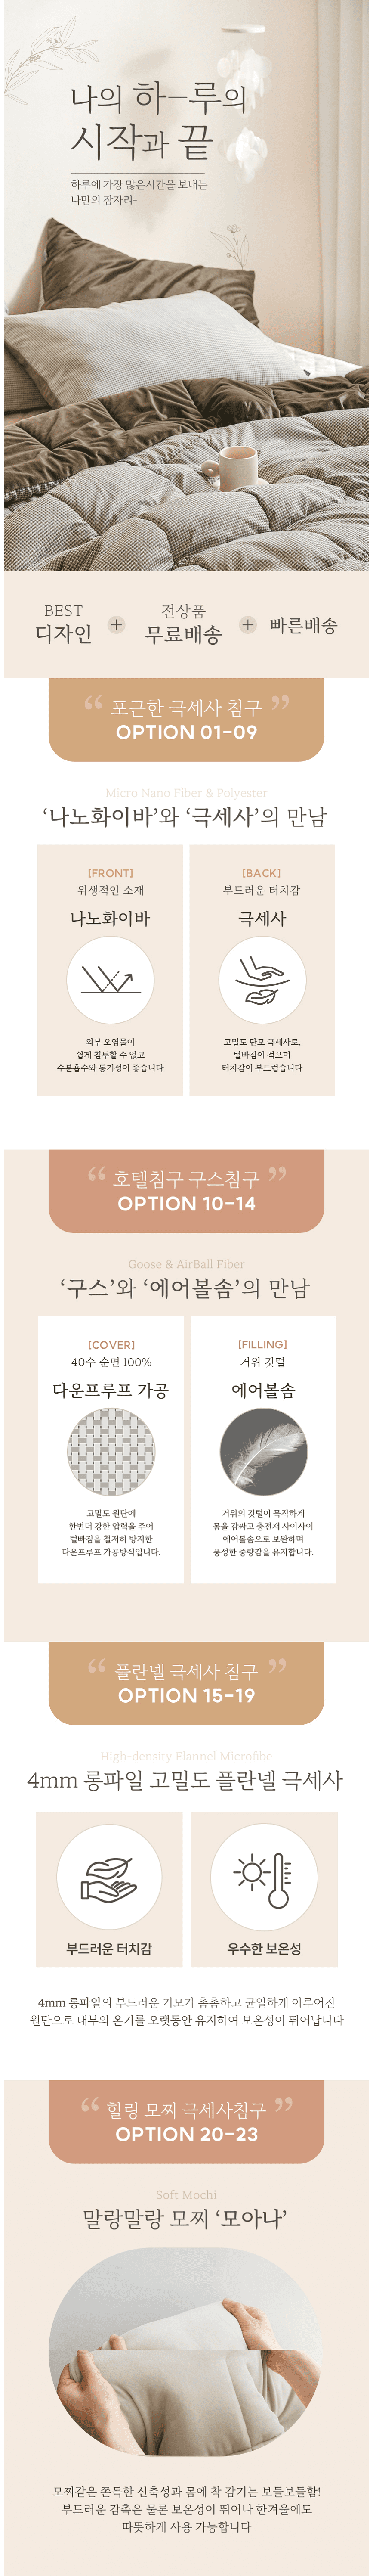 나의 하루의
시작과 끝
하루에 가장 많은시간을 보내는
나만의 잠자리-
BEST
디자인
+
전상품
무료배송
+
빠른배송
“ 포근한 극세사 침구 ”
OPTION 01-09
Micro Nano Fiber & Polyester
‘나노화이바’와 ‘극세사’의 만남
[FRONT]
위생적인 소재
나노화이바
외부 오염물이
쉽게 침투할 수 없고
수분흡수와 통기성이 좋습니다
[BACK]
부드러운 터치감
극세사
고밀도 단모 극세사로,
털빠짐이 적으며
터치감이 부드럽습니다
“ 호텔침구 구스침구 ”
OPTION 10-14
Goose & AirBall Fiber
‘구스’와 ‘에어볼솜’의 만남
[COVER]
40수 순면 100%
다운프루프 가공
고밀도 원단에
한번더 강한 압력을 주어
털빠짐을 철저히 방지한
다운프루프 가공방식입니다.
[FILLING]
거위 깃털
에어볼솜
거위의 깃털이 묵직하게
몸을 감싸고 충전재 사이사이
에어볼솜으로 보완하며
풍성한 중량감을 유지합니다.
“ 플란넬 극세사 침구 ”
OPTION 15-19
High-density Flannel Microfibe
4mm 롱파일 고밀도 플란넬 극세사
부드러운 터치감
우수한 보온성
4mm 롱파일의 부드러운 기모가 촘촘하고 균일하게 이루어진
원단으로 내부의 온기를 오랫동안 유지하여 보온성이 뛰어납니다
“ 힐링 모찌 극세사침구 ”
OPTION 20-23
Soft Mochi
말랑말랑 모찌 ‘모아나’
모찌같은 쫀득한 신축성과 몸에 착 감기는 보들보들함!
부드러운 감촉은 물론 보온성이 뛰어나 한겨울에도
따뜻하게 사용 가능합니다